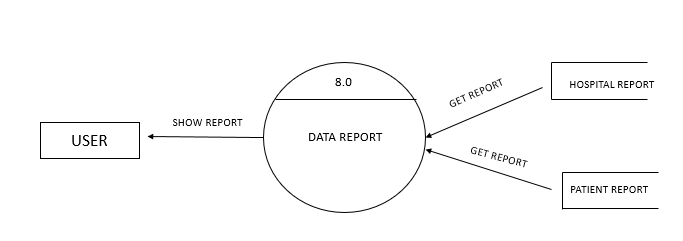 8.0
DATA REPORT
USER
SHOW REPORT
GET REPORT
HOSPITAL REPORT
GET REPORT
PATIENT REPORT